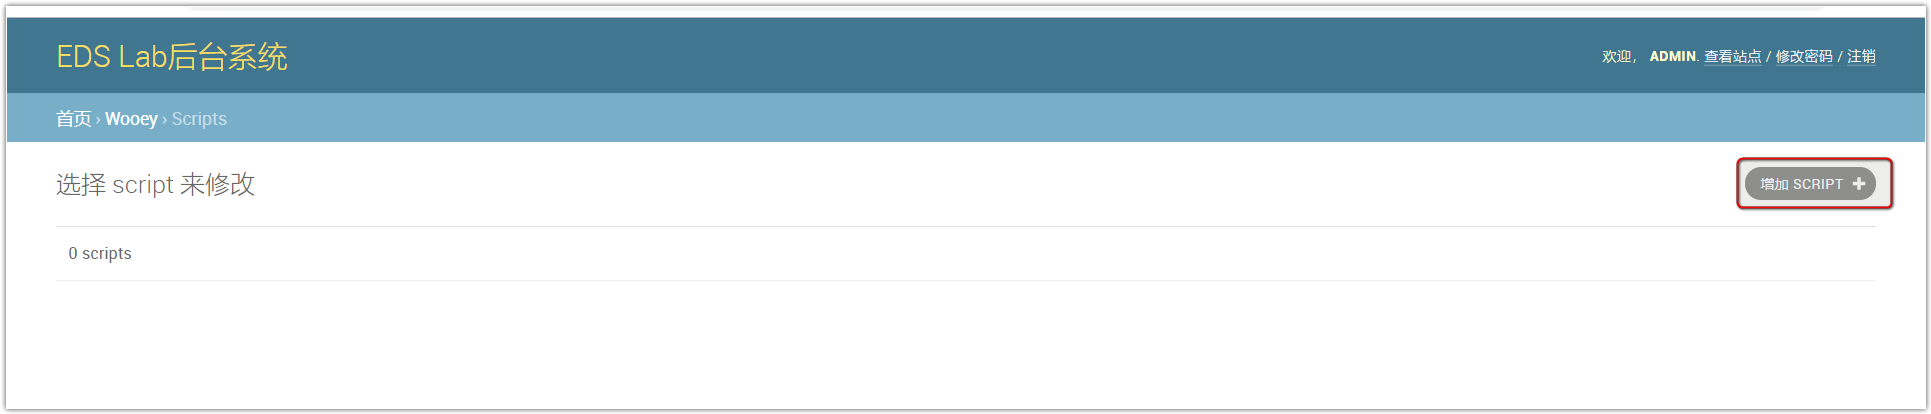 EDS Lab后台系统
欢迎， ADMIN. 查看站点 / 修改密码 / 注销
首页 › Wooey › Scripts
选择 script 来修改
增加 SCRIPT +
0 scripts